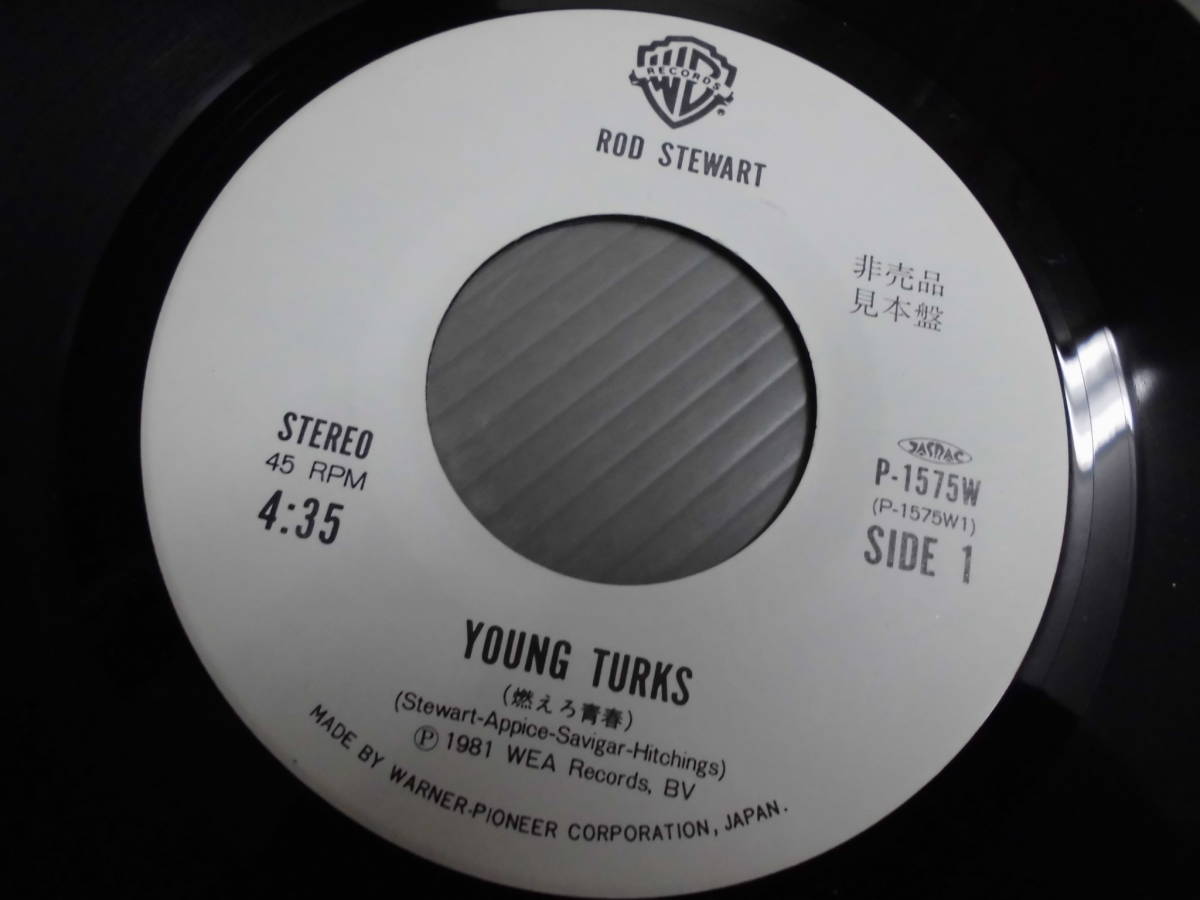 WB
RECORDS
®
ROD STEWART
非売品
見本盤
STEREO
45 RPM
4:35
JASRAC
P-1575W
(P-1575W1)
SIDE 1
YOUNG TURKS
(燃えろ青春)
(Stewart-Appice-Savigar-Hitchings)
Ⓟ 1981 WEA Records, BV
MADE BY WARNER-PIONEER CORPORATION, JAPAN.